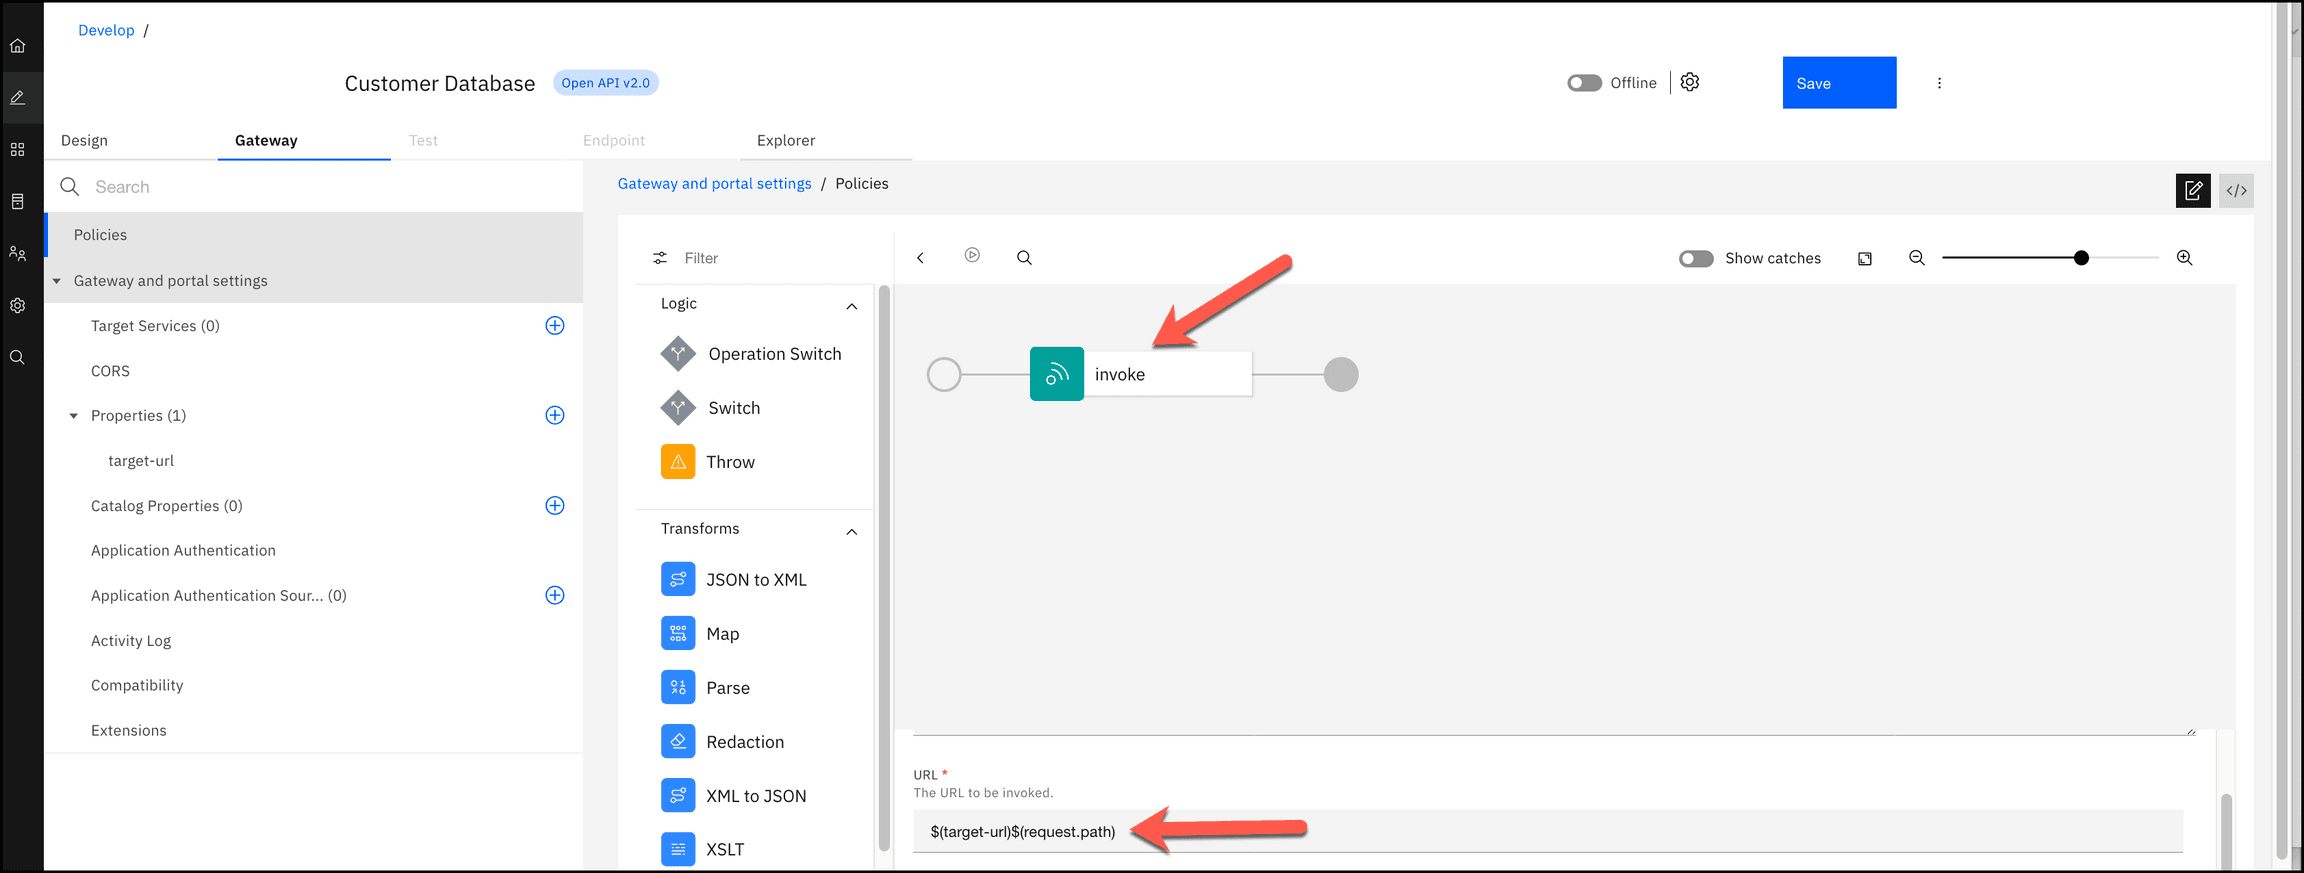 Develop /
Customer Database
Open API v2.0
Offline
Save
Design
Gateway
Test
Endpoint
Explorer
Search
Policies
Gateway and portal settings
Target Services (0)
CORS
Properties (1)
target-url
Catalog Properties (0)
Application Authentication
Application Authentication Sour... (0)
Activity Log
Compatibility
Extensions
Gateway and portal settings / Policies
</>
Filter
Show catches
Logic
Operation Switch
Switch
Throw
Transforms
JSON to XML
Map
Parse
Redaction
XML to JSON
XSLT
invoke
URL *
The URL to be invoked.
$(target-url)$(request.path)